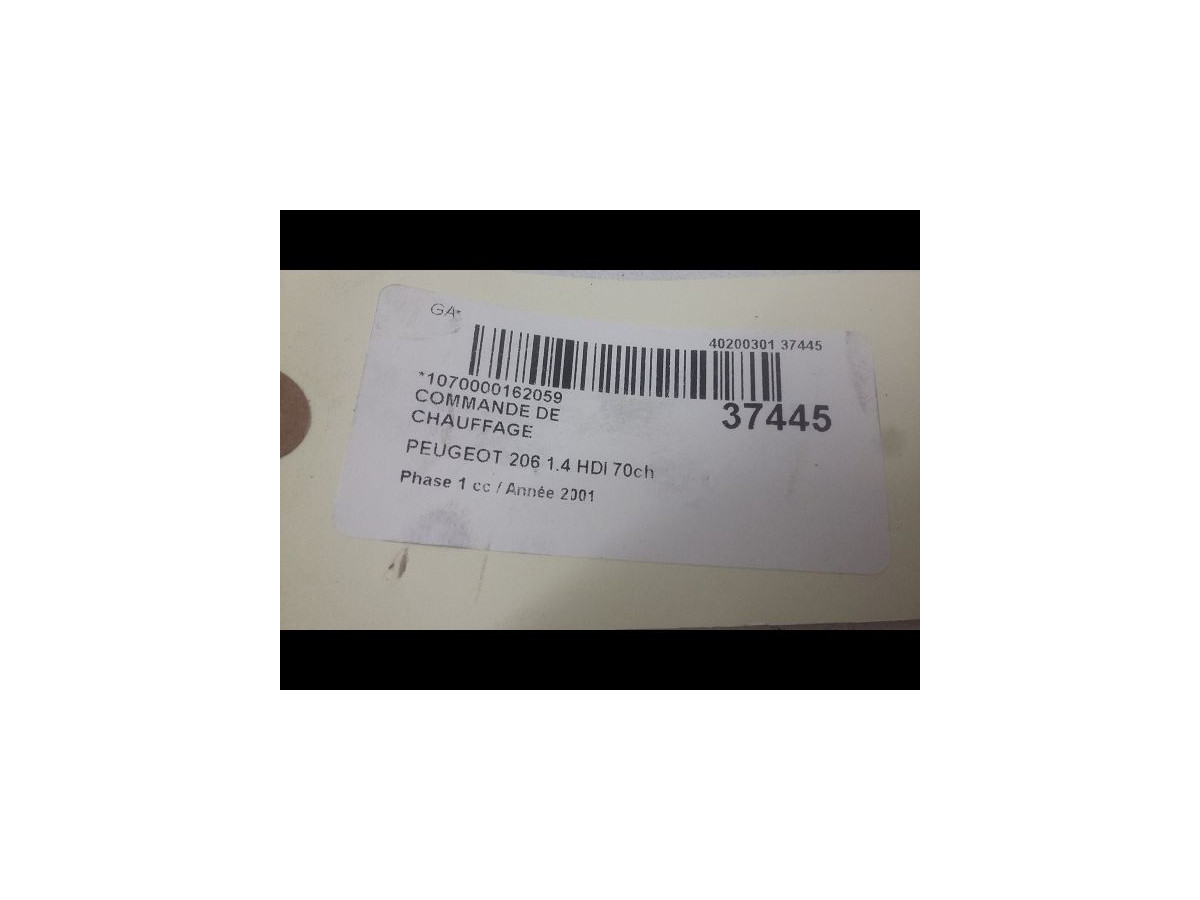 GA*
40200301 37445
*1070000162059
COMMANDE DE
CHAUFFAGE
37445
PEUGEOT 206 1.4 HDi 70ch
Phase 1 cc / Année 2001